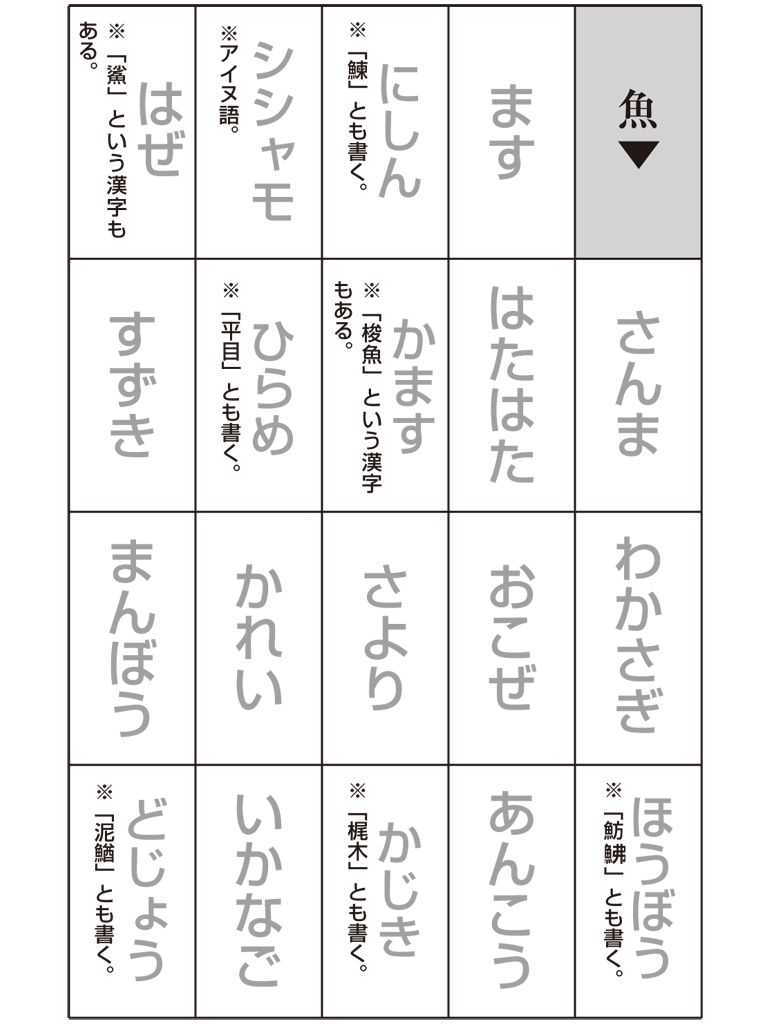 魚▼
さんま
わかさぎ
ほうぼう
※「魴鮄」とも書く。
ます
はたはた
おこぜ
あんこう
にしん
※「鰊」とも書く。
かます
※「梭魚」という漢字
もある。
さより
かじき
※「梶木」とも書く。
シシャモ
※アイヌ語。
ひらめ
※「平目」とも書く。
かれい
いかなご
はぜ
※「鯊」という漢字も
ある。
すずき
まんぼう
どじょう
※「泥鰌」とも書く。